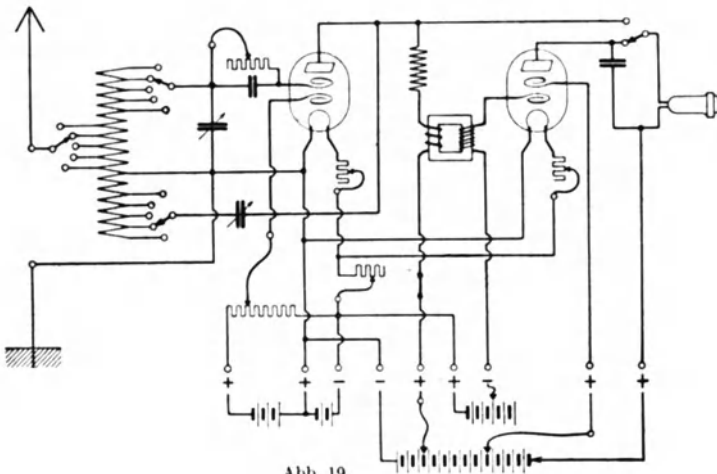 + + - - + + - + +
Abb. 19.